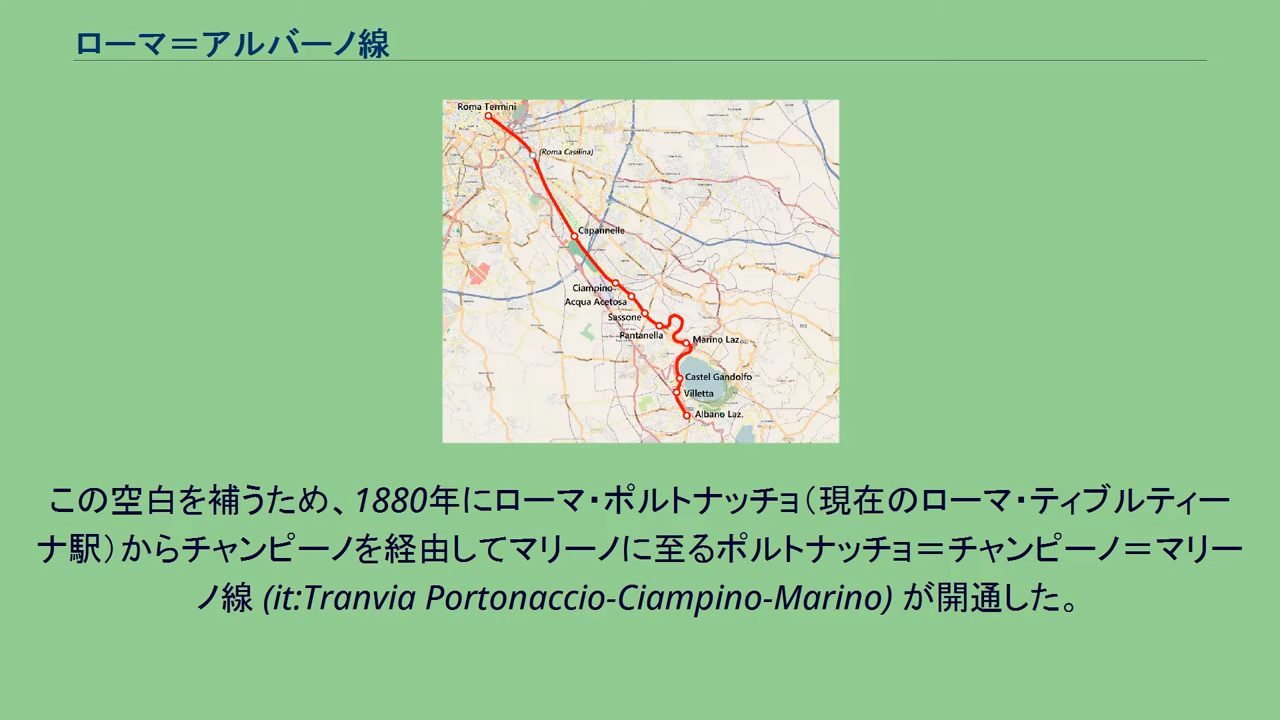 ローマ＝アルバーノ線
Roma Termini
(Roma Casilina)
Capannelle
Ciampino
Acqua Acetosa
Sassone
Pantanella
Marino Laz.
Castel Gandolfo
Villetta
Albano Laz.
この空白を補うため、1880年にローマ・ポルトナッチョ（現在のローマ・ティブルティー
ナ駅）からチャンピーノを経由してマリーノに至るポルトナッチョ＝チャンピーノ＝マリー
ノ線 (it:Tranvia Portonaccio-Ciampino-Marino) が開通した。